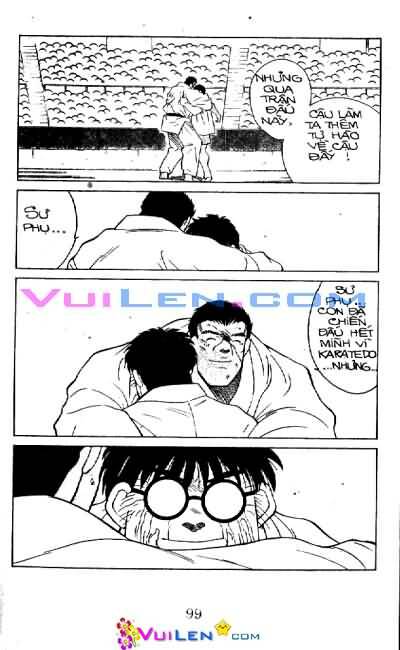 NHƯNG
QUA
TRẬN
ĐẤU
NÀY,
CẬU LÀM
TA THÊM
TỰ HÀO
VỀ CẬU
ĐẤY !
SƯ
PHỤ...
SƯ
PHỤ...
CON ĐÃ
CHIẾN
ĐẤU HẾT
MÌNH VÌ
KARATEDO
....NHƯNG...
VUILEN.COM
99
VUILEN.COM